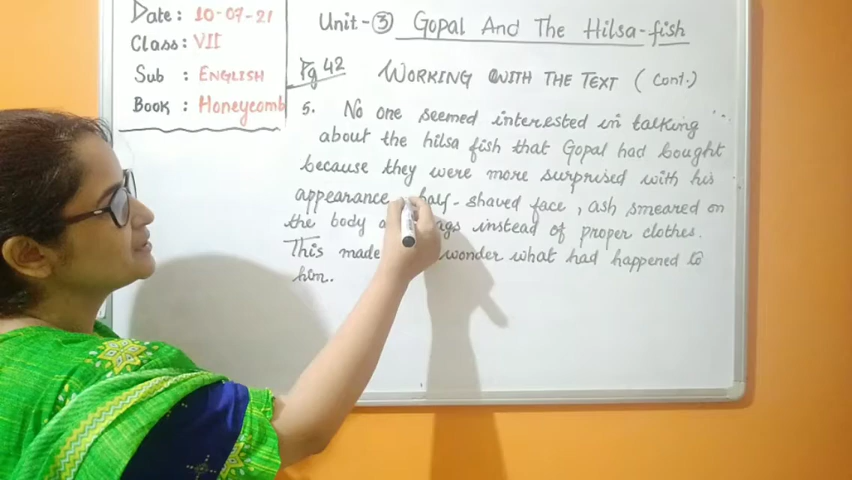 Date : 10-07-21
Class : VII
Sub : ENGLISH
Book : Honeycomb
Unit - 3 Gopal And The Hilsa-fish
Pg 42 WORKING WITH THE TEXT ( Cont.)
5. No one seemed interested in talking
about the hilsa fish that Gopal had bought
because they were more surprised with his
appearance half - shaved face , ash smeared on
the body instead of proper clothes.
This made wonder what had happened to
him.